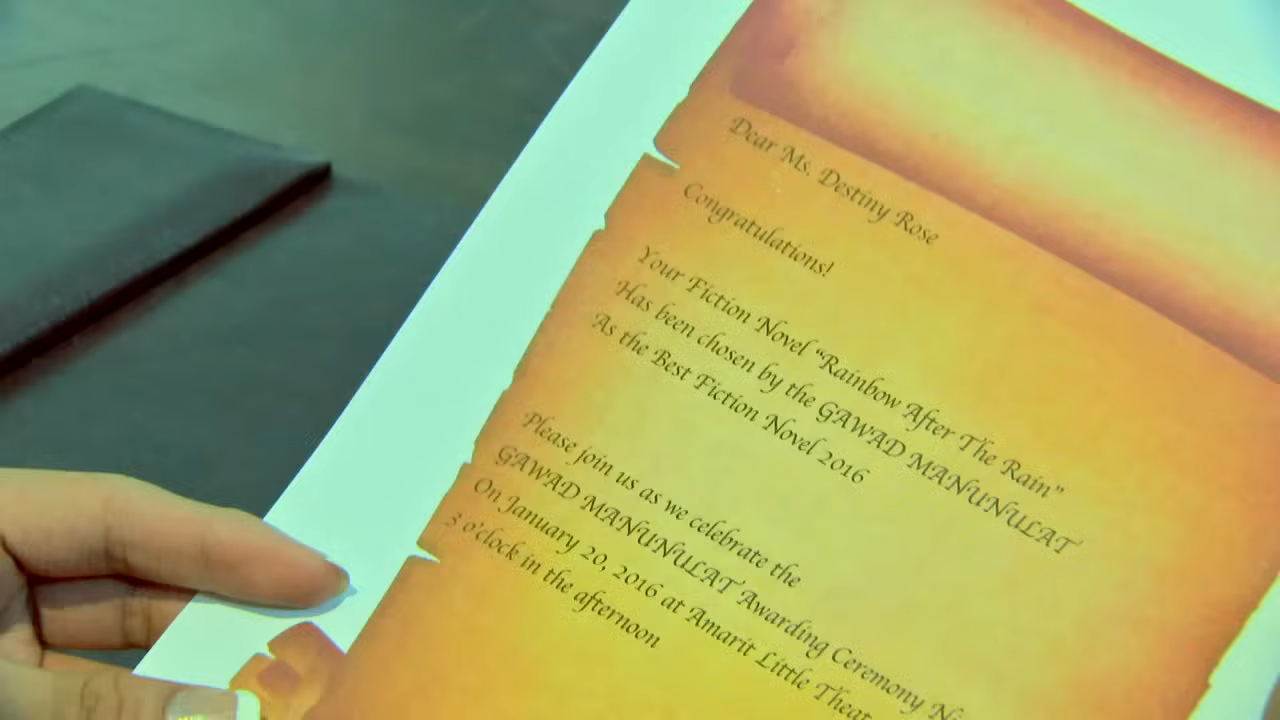 Dear Ms. Destiny Rose
Congratulations!
Your Fiction Novel “Rainbow After The Rain”
Has been chosen by the GAWAD MANUNULAT
As the Best Fiction Novel 2016
Please join us as we celebrate the
GAWAD MANUNULAT Awarding Ceremony
On January 20, 2016 at Amarit Little
3 o'clock in the afternoon